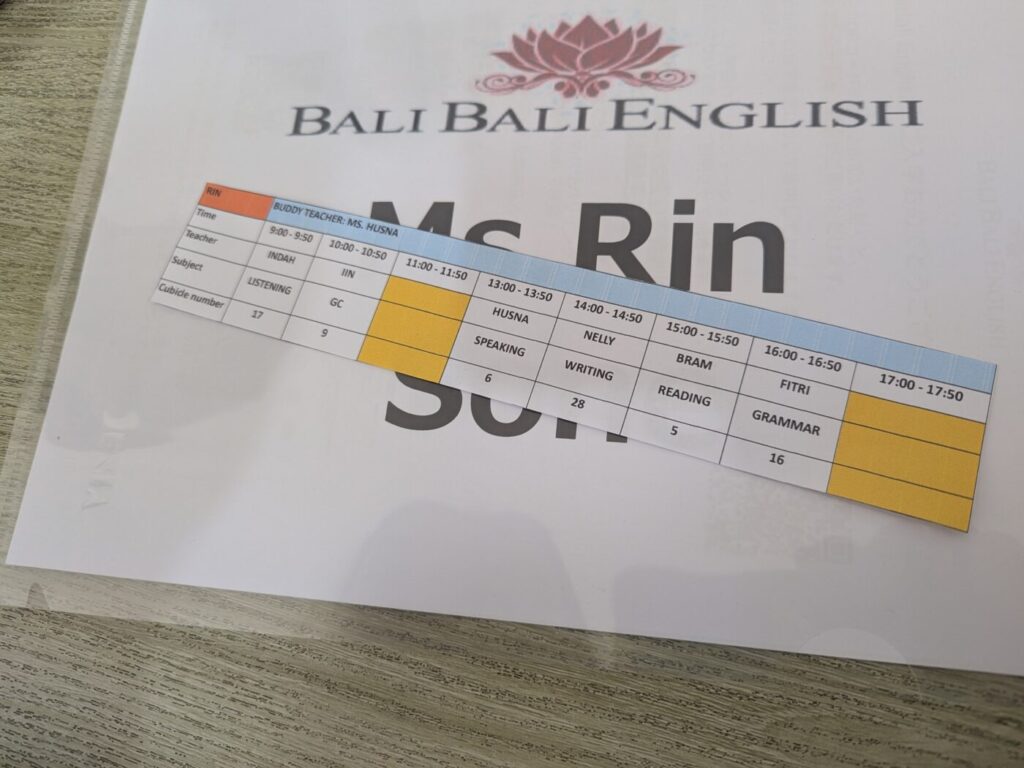 BALI BALI ENGLISH
Ms Rin
Son
RIN BUDDY TEACHER: MS. HUSNA
Time 9:00 - 9:50 10:00 - 10:50 11:00 - 11:50 13:00 - 13:50 14:00 - 14:50 15:00 - 15:50 16:00 - 16:50 17:00 - 17:50
Teacher INDAH IIN HUSNA NELLY BRAM FITRI
Subject LISTENING GC SPEAKING WRITING READING GRAMMAR
Cubicle number 17 9 6 28 5 16